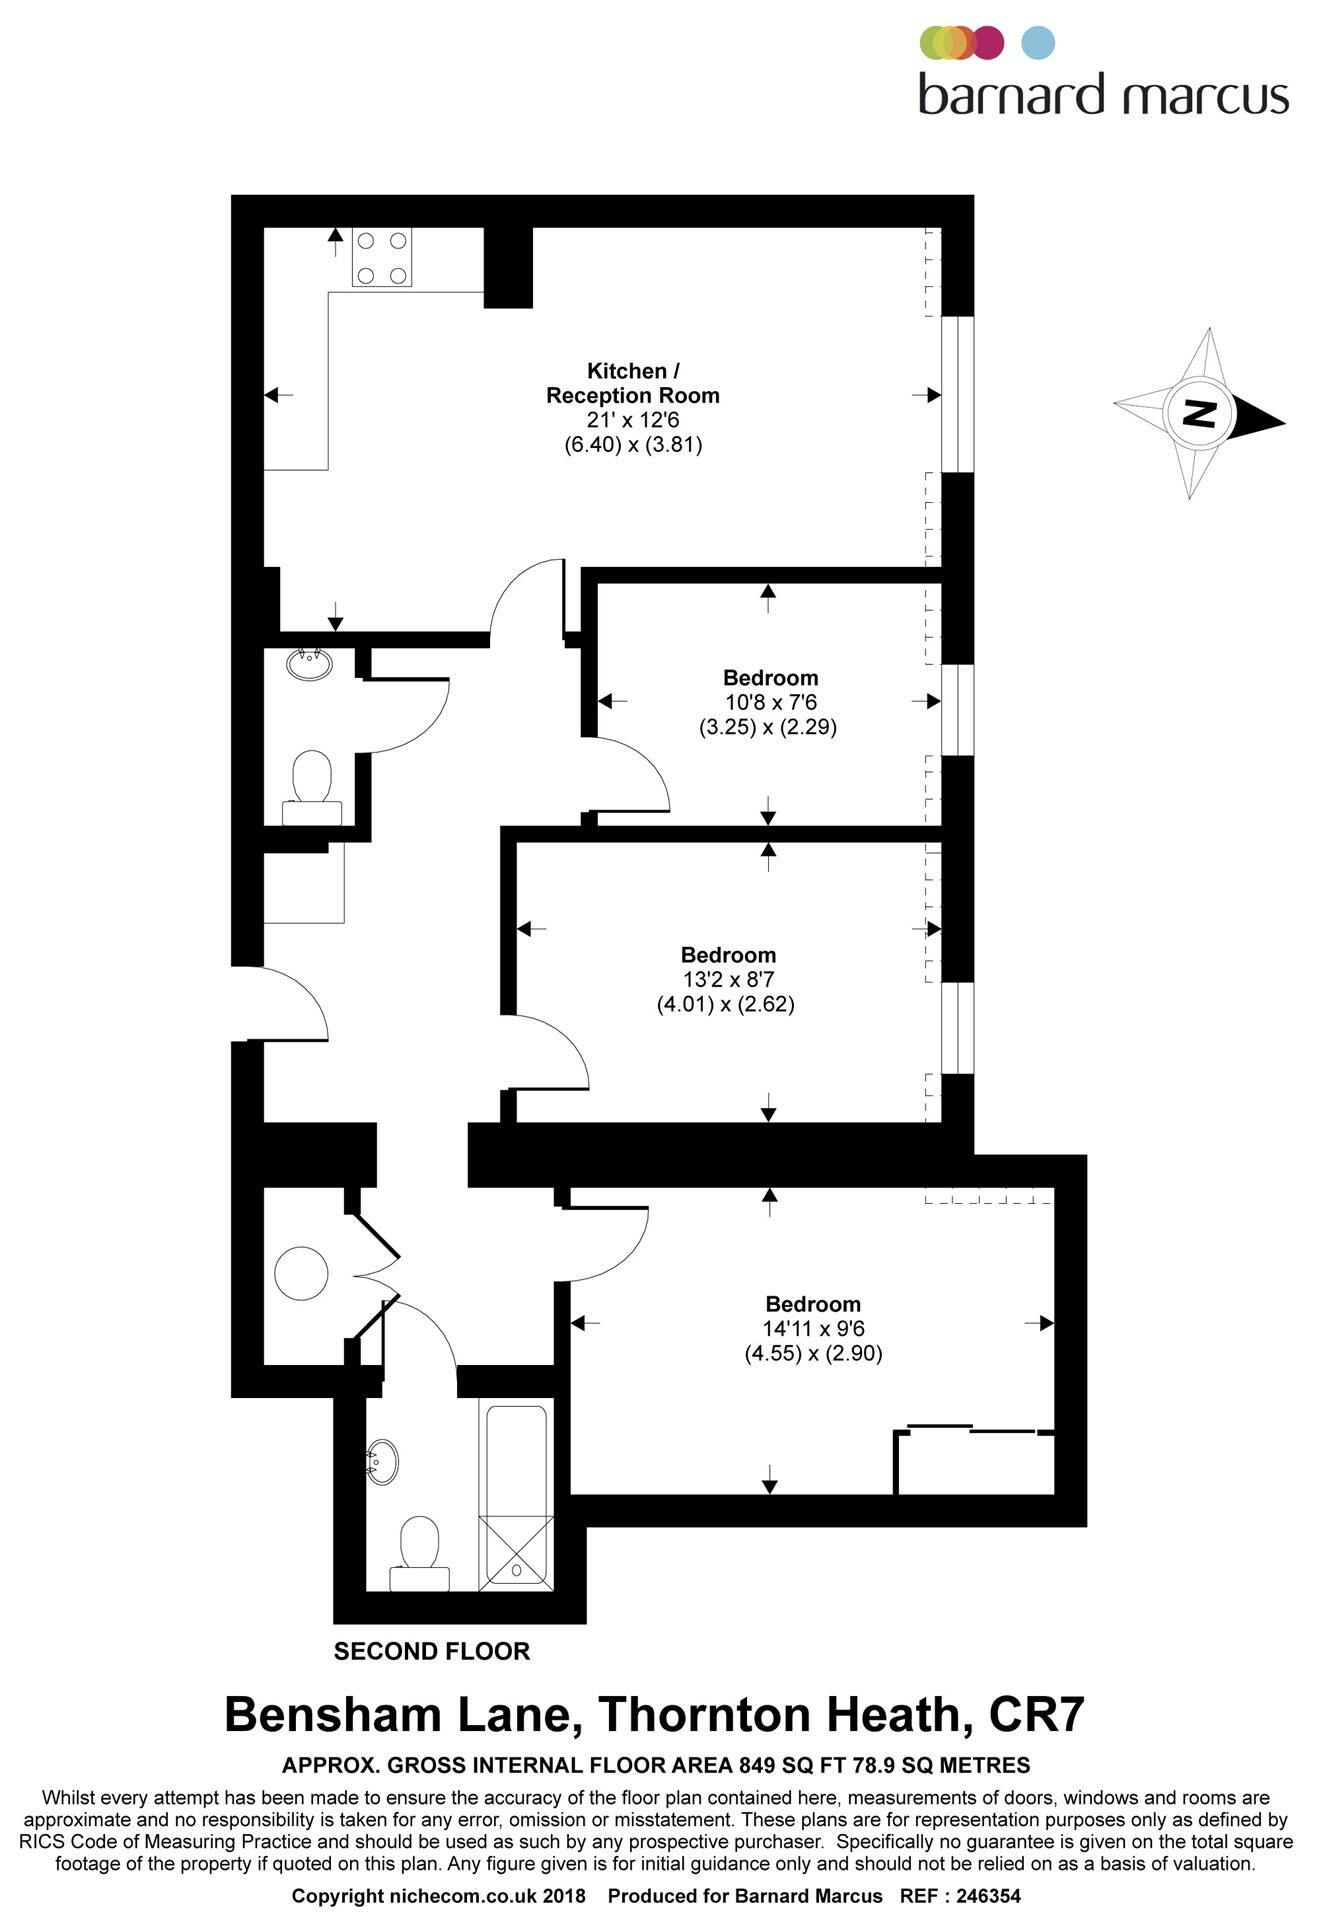 barnard marcus
Kitchen /
Reception Room
21' x 12'6
(6.40) x (3.81)
N
Bedroom
10'8 x 7'6
(3.25) x (2.29)
Bedroom
13'2 x 8'7
(4.01) x (2.62)
Bedroom
14'11 x 9'6
(4.55) x (2.90)
SECOND FLOOR
Bensham Lane, Thornton Heath, CR7
APPROX. GROSS INTERNAL FLOOR AREA 849 SQ FT 78.9 SQ METRES
Whilst every attempt has been made to ensure the accuracy of the floor plan contained here, measurements of doors, windows and rooms are
approximate and no responsibility is taken for any error, omission or misstatement. These plans are for representation purposes only as defined by
RICS Code of Measuring Practice and should be used as such by any prospective purchaser. Specifically no guarantee is given on the total square
footage of the property if quoted on this plan. Any figure given is for initial guidance only and should not be relied on as a basis of valuation.
Copyright nichecom.co.uk 2018 Produced for Barnard Marcus REF : 246354